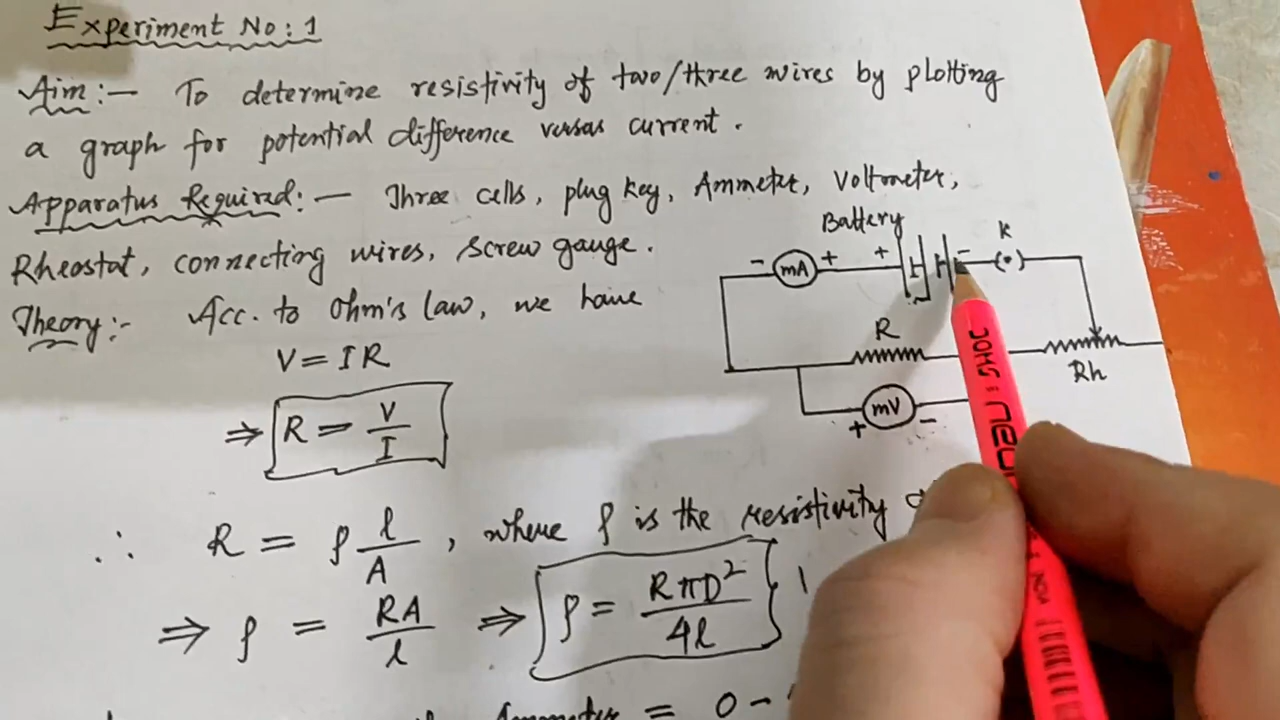 Experiment No: 1
Aim:— To determine resistivity of two/three wires by plotting
a graph for potential difference versus current.
Apparatus Required:— Three cells, plug key, Ammeter, Voltmeter,
Rheostat, connecting wires, screw gauge.
Battery
K
- mA + + -
Theory:- Acc. to Ohm's law, we have
V = IR
R
Rh
⇒ R = V/I
+ mV -
∴ R = ρ l/A, where ρ is the resistivity
⇒ ρ = RA/l ⇒ ρ = RπD²/4l
Ammeter = 0 -
DOMS